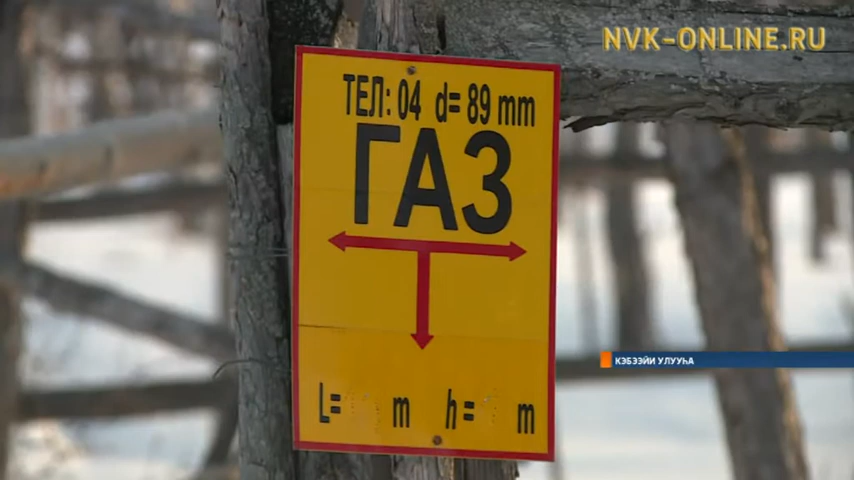 NVK-ONLINE.RU
ТЕЛ: 04 d= 89 mm
ГАЗ
КЭБЭЭЙИ УЛУУҺА
L= m h= m